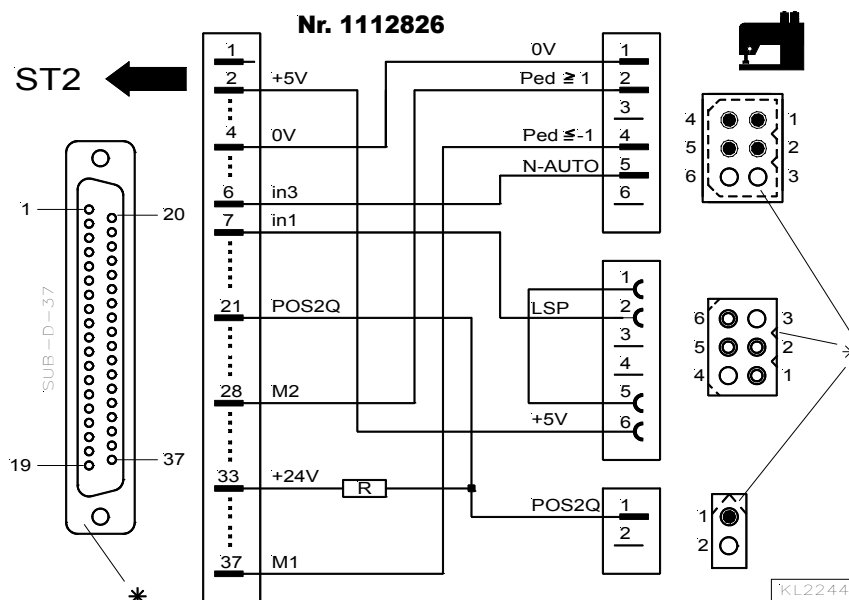 Nr. 1112826
ST2
1
2 +5V
4 0V
6 in3
7 in1
21 POS2Q
28 M2
33 +24V
R
37 M1
SUB-D-37
1
20
19
37
*
0V 1
Ped ≧ 1 2
3
Ped ≦-1 4
N-AUTO 5
6
1
LSP 2
3
4
5
+5V 6
POS2Q 1
2
4 1
5 2
6 3
6 3
5 2
4 1
*
1
2
KL2244